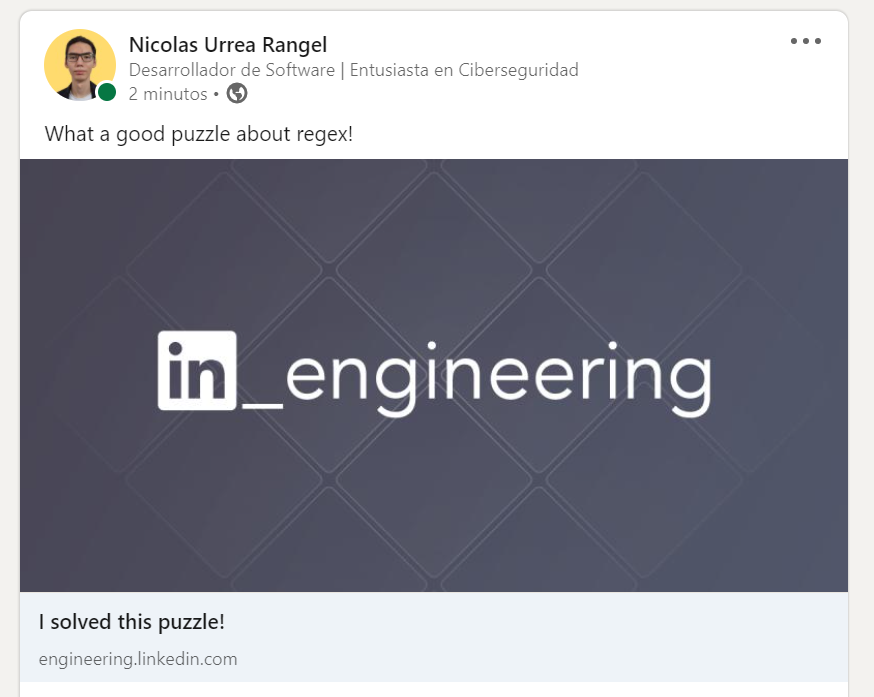 Nicolas Urrea Rangel
Desarrollador de Software | Entusiasta en Ciberseguridad
2 minutos •
What a good puzzle about regex!
in_engineering
I solved this puzzle!
engineering.linkedin.com